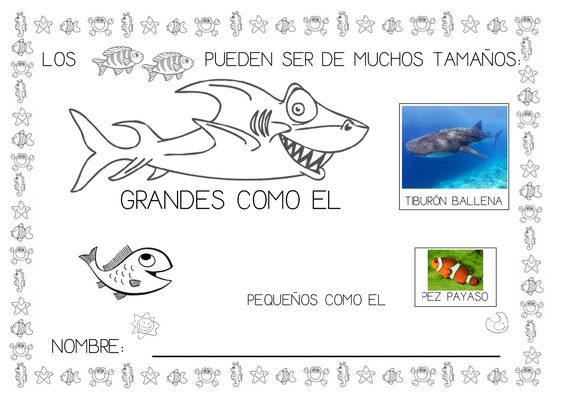 LOS PUEDEN SER DE MUCHOS TAMAÑOS:
GRANDES COMO EL
TIBURÓN BALLENA
PEQUEÑOS COMO EL
PEZ PAYASO
NOMBRE: